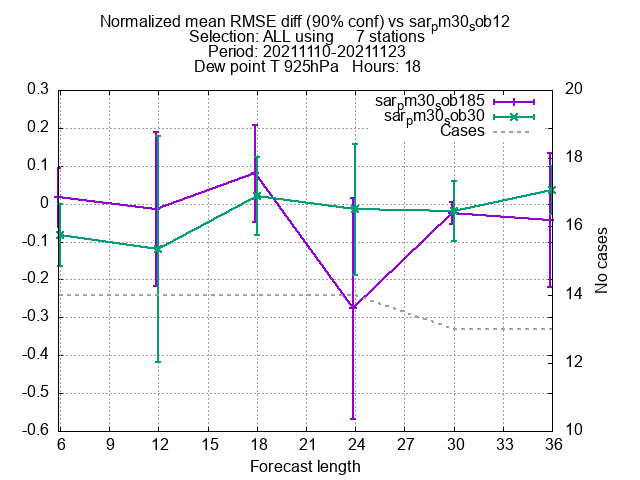 Normalized mean RMSE diff (90% conf) vs sarpm30sob12
Selection: ALL using 7 stations
Period: 20211110-20211123
Dew point T 925hPa Hours: 18
sarpm30sob185
sarpm30sob30
Cases
0.3
0.2
0.1
0
-0.1
-0.2
-0.3
-0.4
-0.5
-0.6
20
18
16
14
12
10
No cases
6 9 12 15 18 21 24 27 30 33 36
Forecast length